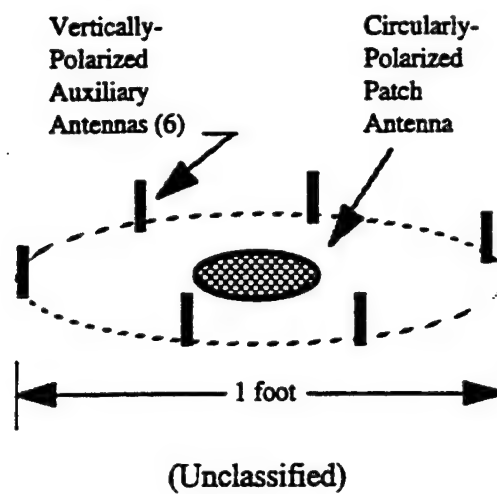 Vertically-
Polarized
Auxiliary
Antennas (6)
Circularly-
Polarized
Patch
Antenna
1 foot
(Unclassified)